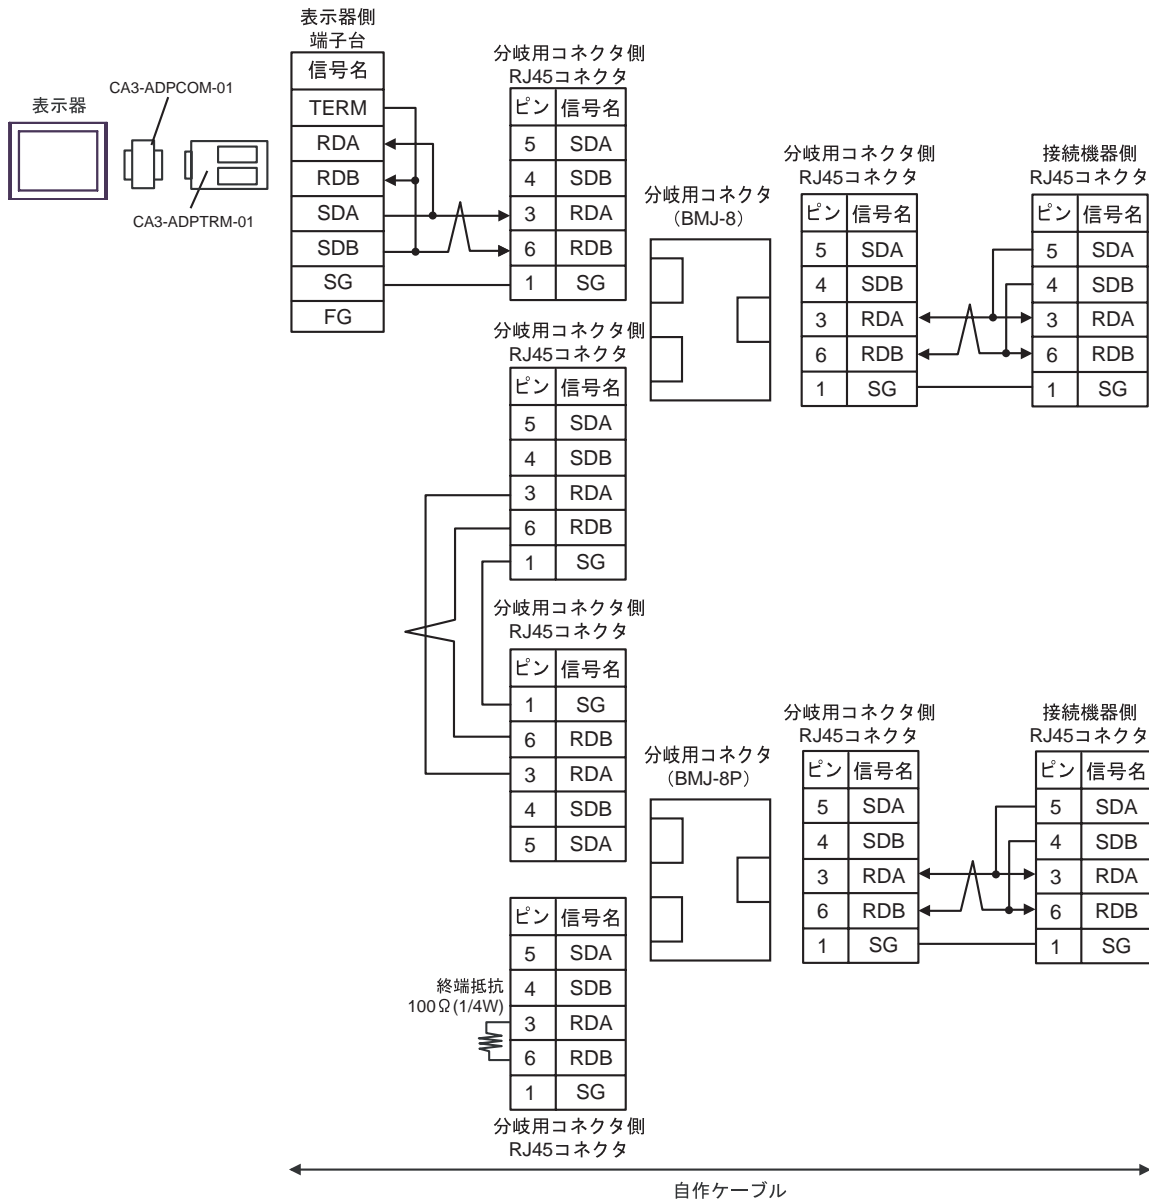 表示器
CA3-ADPCOM-01
CA3-ADPTRM-01
表示器側
端子台
信号名
TERM
RDA
RDB
SDA
SDB
SG
FG
分岐用コネクタ側
RJ45コネクタ
ピン 信号名
5 SDA
4 SDB
3 RDA
6 RDB
1 SG
分岐用コネクタ
(BMJ-8)
分岐用コネクタ側
RJ45コネクタ
ピン 信号名
5 SDA
4 SDB
3 RDA
6 RDB
1 SG
接続機器側
RJ45コネクタ
ピン 信号名
5 SDA
4 SDB
3 RDA
6 RDB
1 SG
分岐用コネクタ側
RJ45コネクタ
ピン 信号名
5 SDA
4 SDB
3 RDA
6 RDB
1 SG
分岐用コネクタ側
RJ45コネクタ
ピン 信号名
1 SG
6 RDB
3 RDA
4 SDB
5 SDA
分岐用コネクタ
(BMJ-8P)
分岐用コネクタ側
RJ45コネクタ
ピン 信号名
5 SDA
4 SDB
3 RDA
6 RDB
1 SG
接続機器側
RJ45コネクタ
ピン 信号名
5 SDA
4 SDB
3 RDA
6 RDB
1 SG
終端抵抗
100Ω(1/4W)
ピン 信号名
5 SDA
4 SDB
3 RDA
6 RDB
1 SG
分岐用コネクタ側
RJ45コネクタ
自作ケーブル